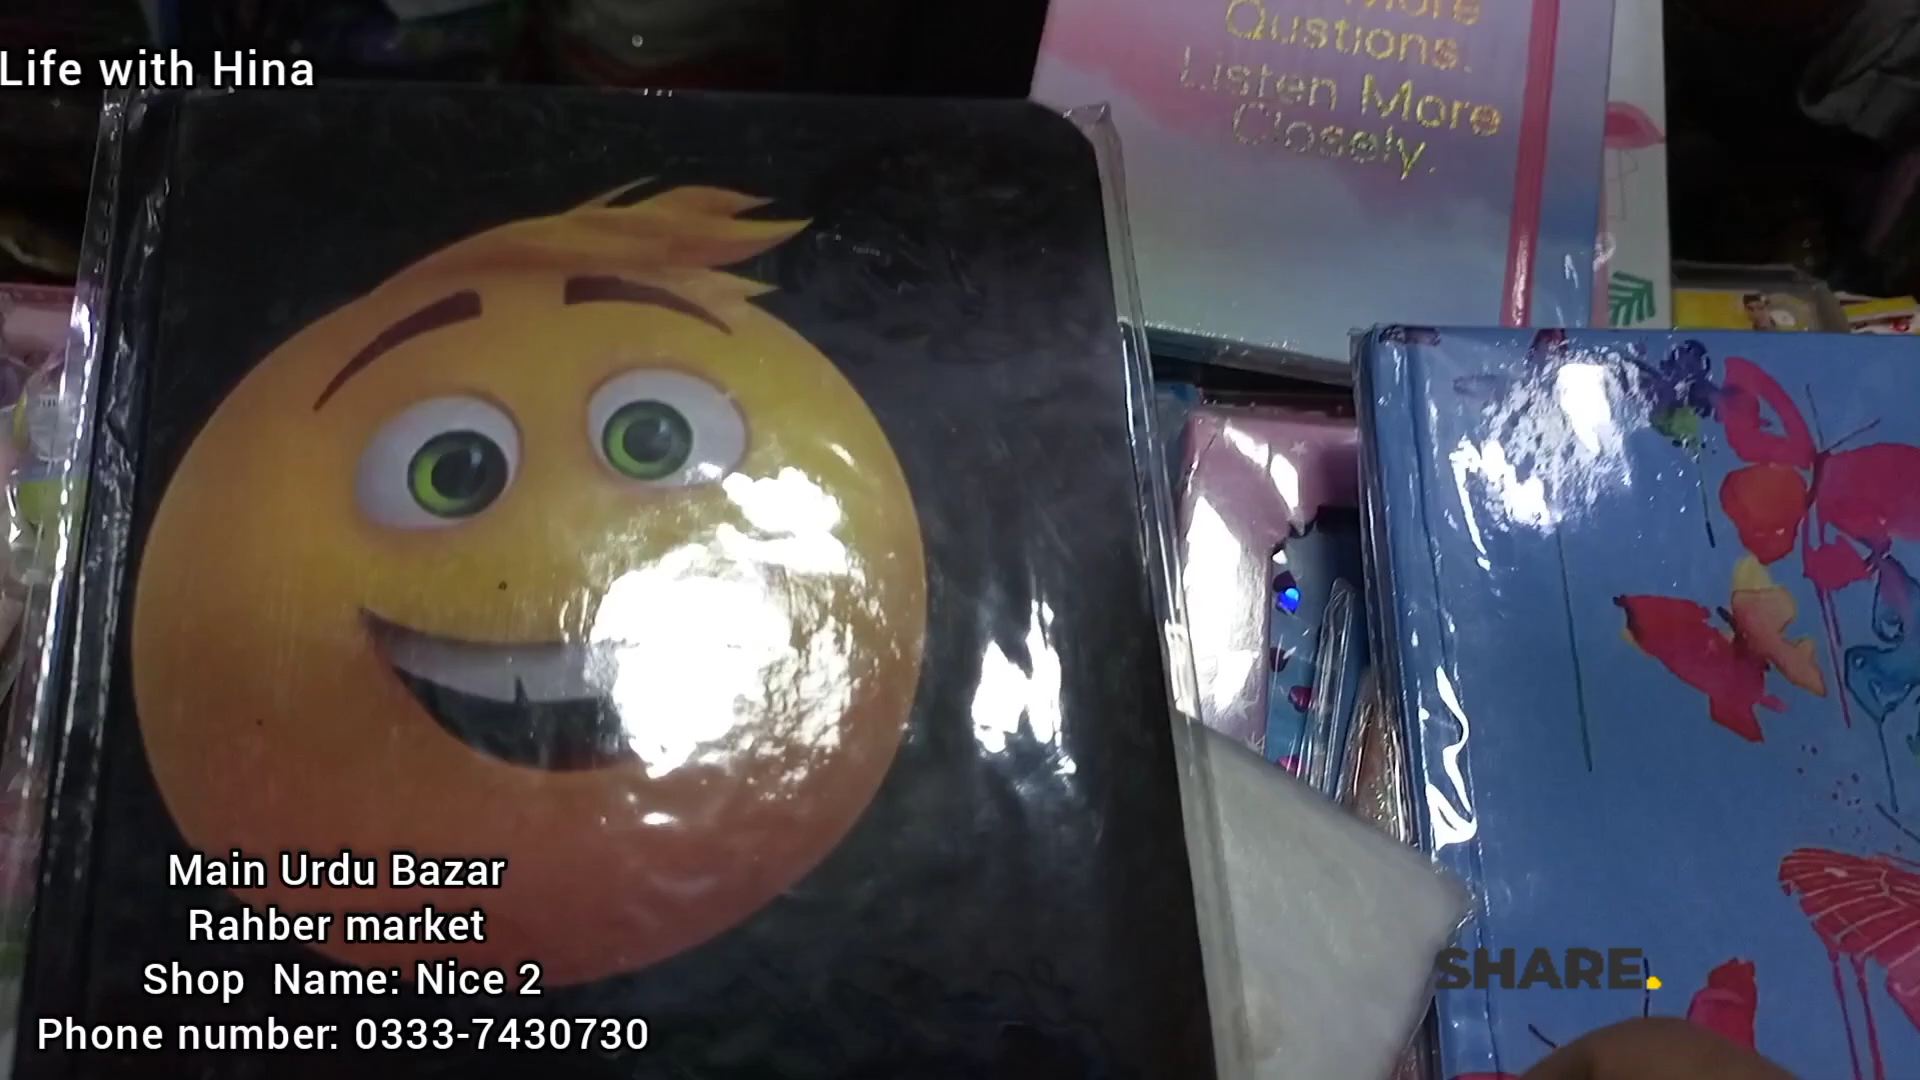 Life with Hina
More
Qustions.
Listen More
Closely.
Main Urdu Bazar
Rahber market
Shop Name: Nice 2
Phone number: 0333-7430730
SHARE.